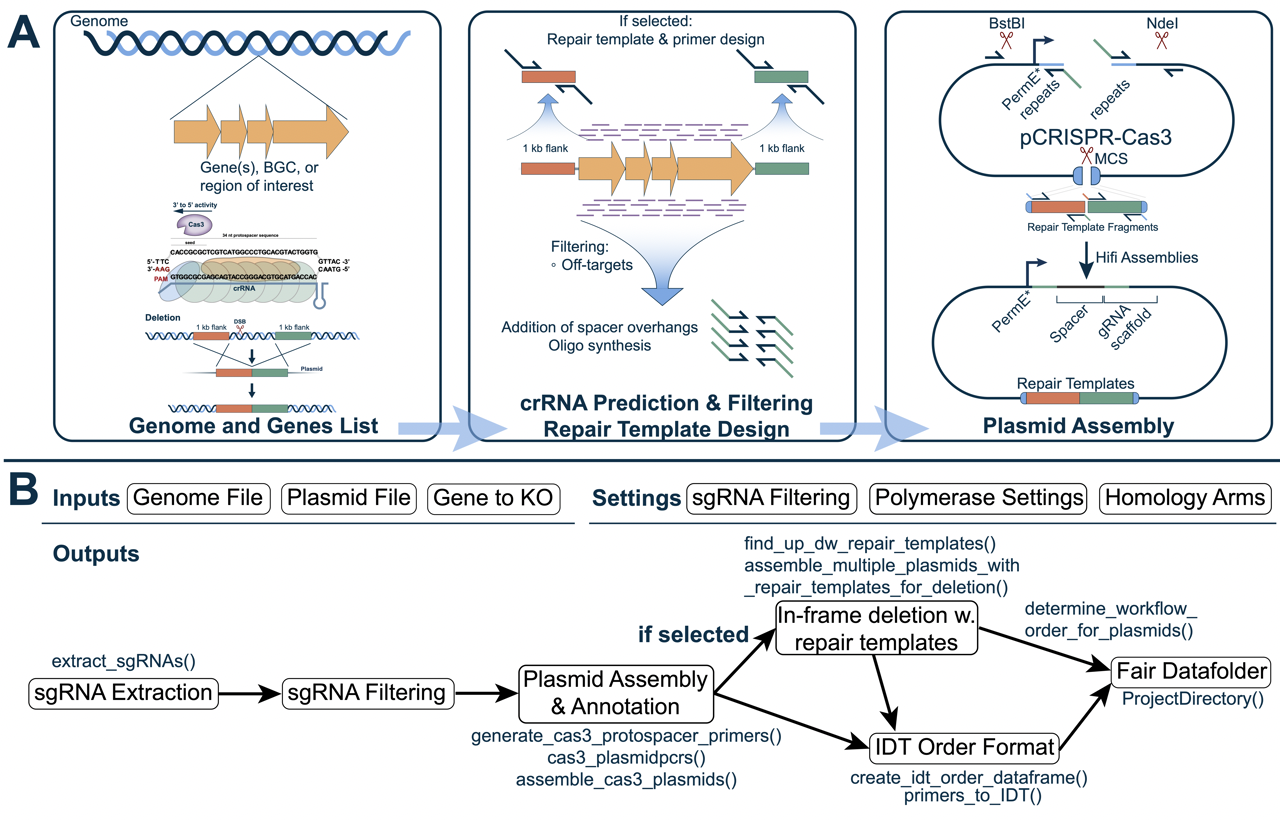 A
Genome
Gene(s), BGC, or
region of interest
3' to 5' activity
Cas3
34 nt protospacer sequence
seed
CACCGCGCTCGTCATGGCCCTGCACGTACTGGTG
5'-TTC
GTTAC -3'
3'-AAG
CAATG -5'
PAM
GTGGCGCGAGCAGTACCGGGACGTGCATGACCAC
crRNA
Deletion
1 kb flank
DSB
1 kb flank
Plasmid
Genome and Genes List
If selected:
Repair template & primer design
1 kb flank
1 kb flank
Filtering:
◦ Off-targets
Addition of spacer overhangs
Oligo synthesis
crRNA Prediction & Filtering
Repair Template Design
BstBI
NdeI
PermE*
repeats
repeats
pCRISPR-Cas3
MCS
Repair Template Fragments
Hifi Assemblies
PermE*
Spacer
gRNA
scaffold
Repair Templates
Plasmid Assembly
B
Inputs
Genome File
Plasmid File
Gene to KO
Settings
sgRNA Filtering
Polymerase Settings
Homology Arms
Outputs
find_up_dw_repair_templates()
assemble_multiple_plasmids_with
_repair_templates_for_deletion()
if selected
In-frame deletion w.
repair templates
determine_workflow_
order_for_plasmids()
extract_sgRNAs()
sgRNA Extraction
sgRNA Filtering
Plasmid Assembly
& Annotation
Fair Datafolder
ProjectDirectory()
generate_cas3_protospacer_primers()
cas3_plasmidpcrs()
assemble_cas3_plasmids()
IDT Order Format
create_idt_order_dataframe()
primers_to_IDT()